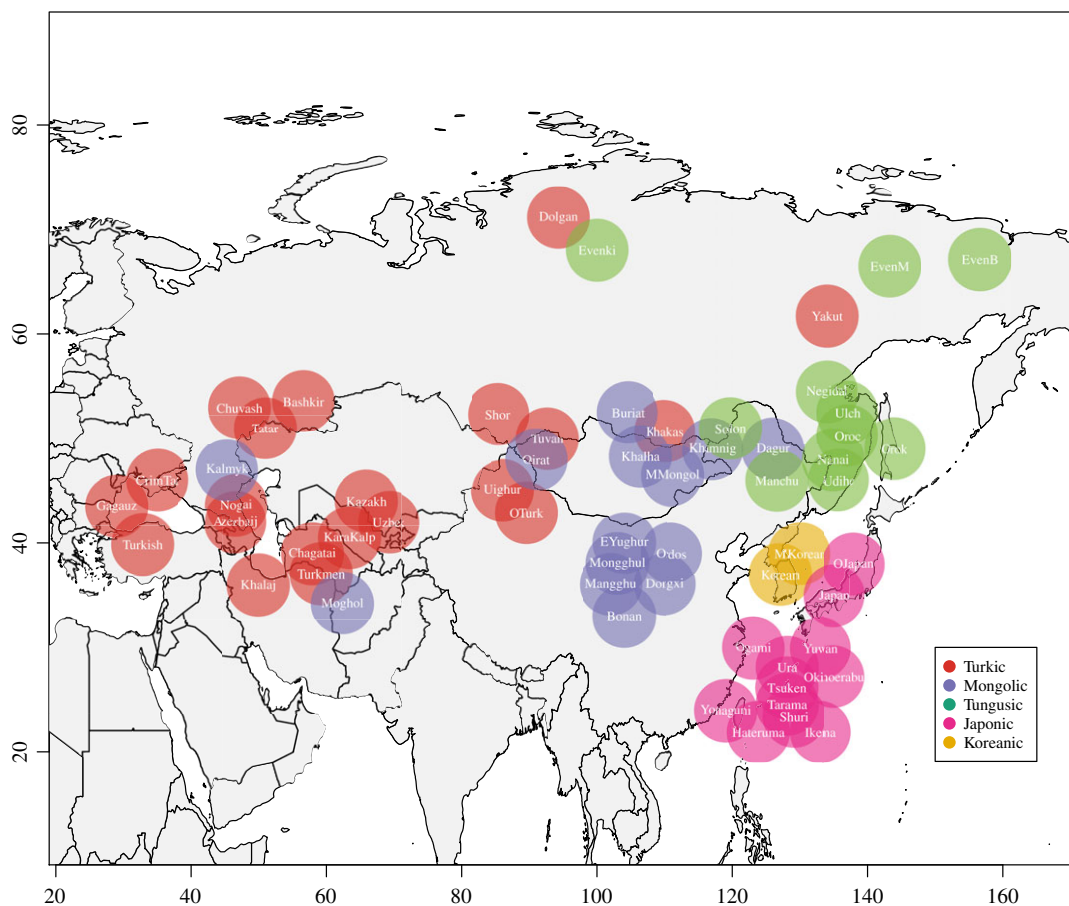 80
60
40
20
Dolgan
Evenki
EvenM
EvenB
Yakut
Chuvash
Bashkir
Tatar
Kalmyk
CrimTa
Gagauz
Nogai
Azerbaij
Turkish
Khalaj
Kazakh
Uzbek
KaraKalp
Chagatai
Turkmen
Moghol
Shor
Tuvan
Oirat
Uighur
OTurk
Buriat
Khakas
Khalha
MMongol
Khamnig
Solon
Dagur
Manchu
Negidal
Ulch
Oroc
Orok
Nanai
Udihe
EYughur
Mongghul
Ordos
Mangghu
Dorgxi
Bonan
MKorean
Korean
OJapan
Japan
Ogami
Yuwan
Ura
Okinoerabu
Tsuken
Yonaguni
Tarama
Shuri
Hateruma
Ikema
Turkic
Mongolic
Tungusic
Japonic
Koreanic
20
40
60
80
100
120
140
160